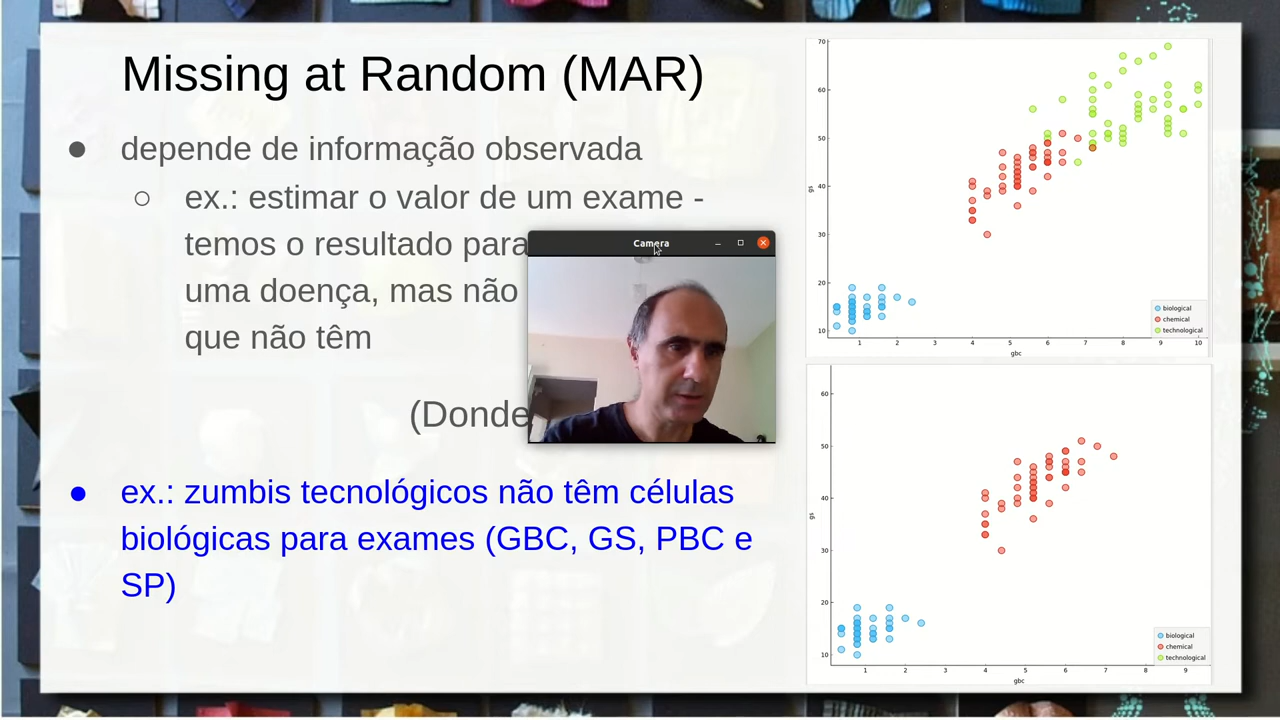 Missing at Random (MAR)
● depende de informação observada
○ ex.: estimar o valor de um exame -
temos o resultado para
uma doença, mas não
que não têm
(Donde
● ex.: zumbis tecnológicos não têm células
biológicas para exames (GBC, GS, PBC e
SP)
Camera
70
60
50
40
30
20
10
gs
1 2 3 4 5 6 7 8 9 10
gbc
biological
chemical
technological
60
50
40
30
20
10
gs
1 2 3 4 5 6 7 8 9
gbc
biological
chemical
technological